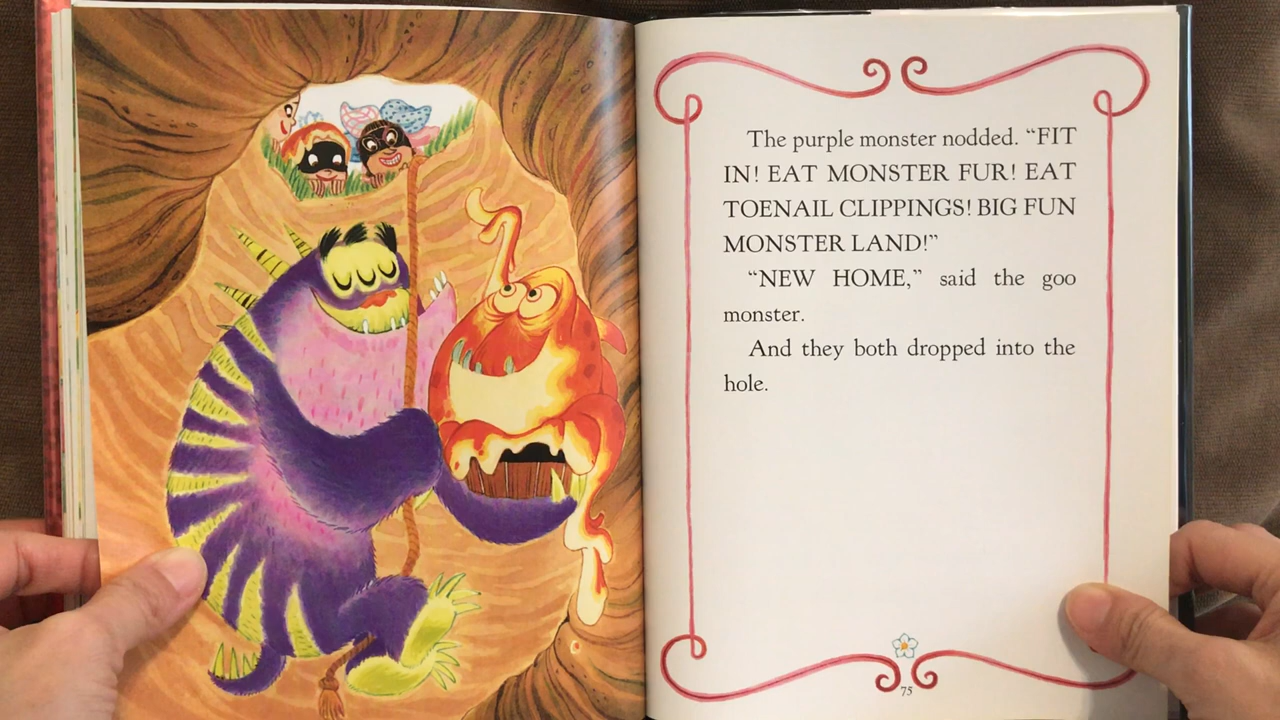 The purple monster nodded. “FIT
IN! EAT MONSTER FUR! EAT
TOENAIL CLIPPINGS! BIG FUN
MONSTER LAND!”
“NEW HOME,” said the goo
monster.
And they both dropped into the
hole.
75